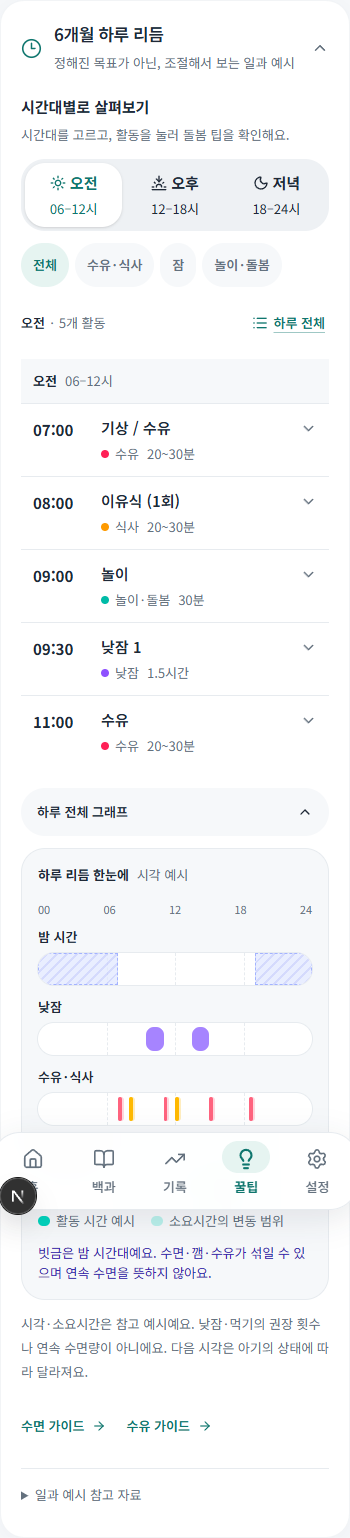 6개월 하루 리듬
정해진 목표가 아닌, 조절해서 보는 일과 예시
시간대별로 살펴보기
시간대를 고르고, 활동을 눌러 돌봄 팁을 확인해요.
오전 오후 저녁
06–12시 12–18시 18–24시
전체 수유·식사 잠 놀이·돌봄
오전 · 5개 활동 하루 전체
오전 06–12시
07:00 기상 / 수유
수유 20~30분
08:00 이유식 (1회)
식사 20~30분
09:00 놀이
놀이·돌봄 30분
09:30 낮잠 1
낮잠 1.5시간
11:00 수유
수유 20~30분
하루 전체 그래프
하루 리듬 한눈에 시각 예시
00 06 12 18 24
밤 시간
낮잠
수유·식사
백과 기록 꿀팁 설정
N
활동 시간 예시 소요시간의 변동 범위
빗금은 밤 시간대예요. 수면·깸·수유가 섞일 수 있
으며 연속 수면을 뜻하지 않아요.
시각·소요시간은 참고 예시예요. 낮잠·먹기의 권장 횟수
나 연속 수면량이 아니에요. 다음 시각은 아기의 상태에 따
라 달라져요.
수면 가이드 → 수유 가이드 →
▶ 일과 예시 참고 자료